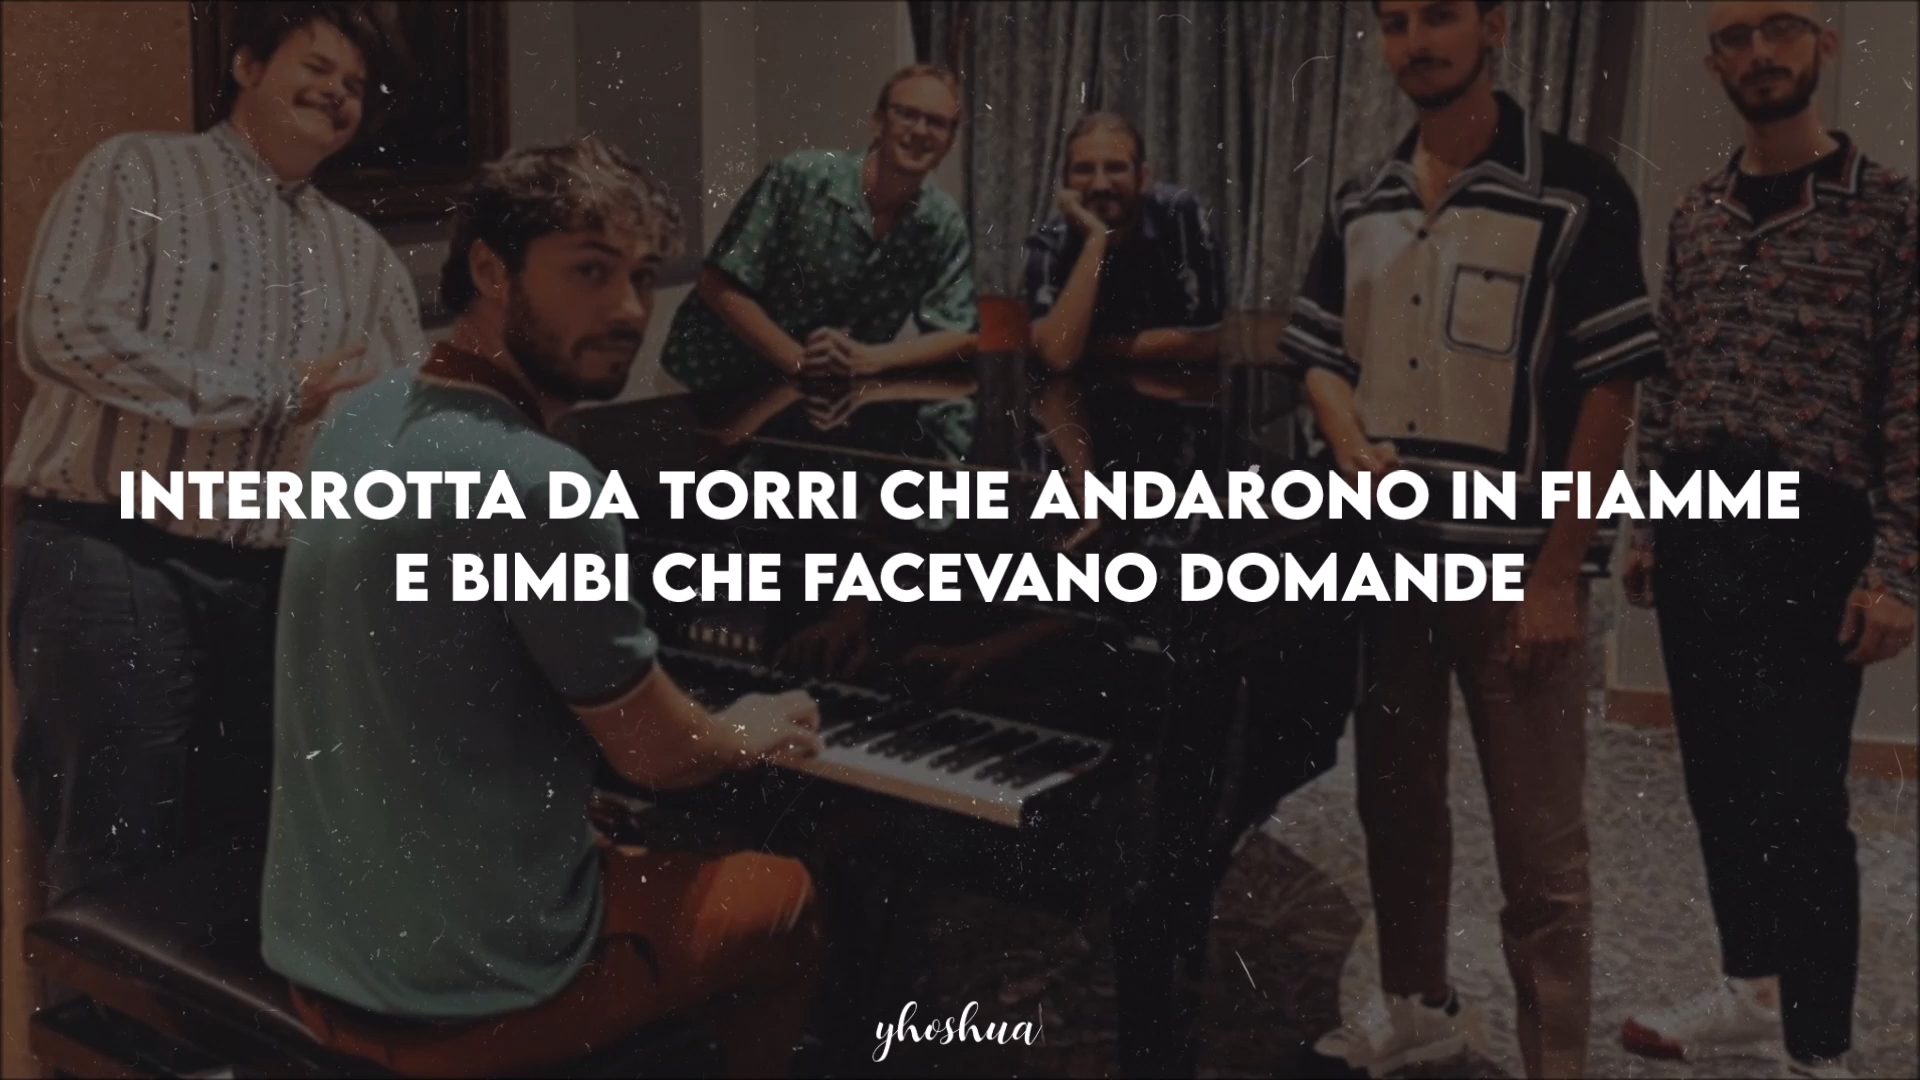 INTERROTTA DA TORRI CHE ANDARONO IN FIAMME
E BIMBI CHE FACEVANO DOMANDE
yhoshua